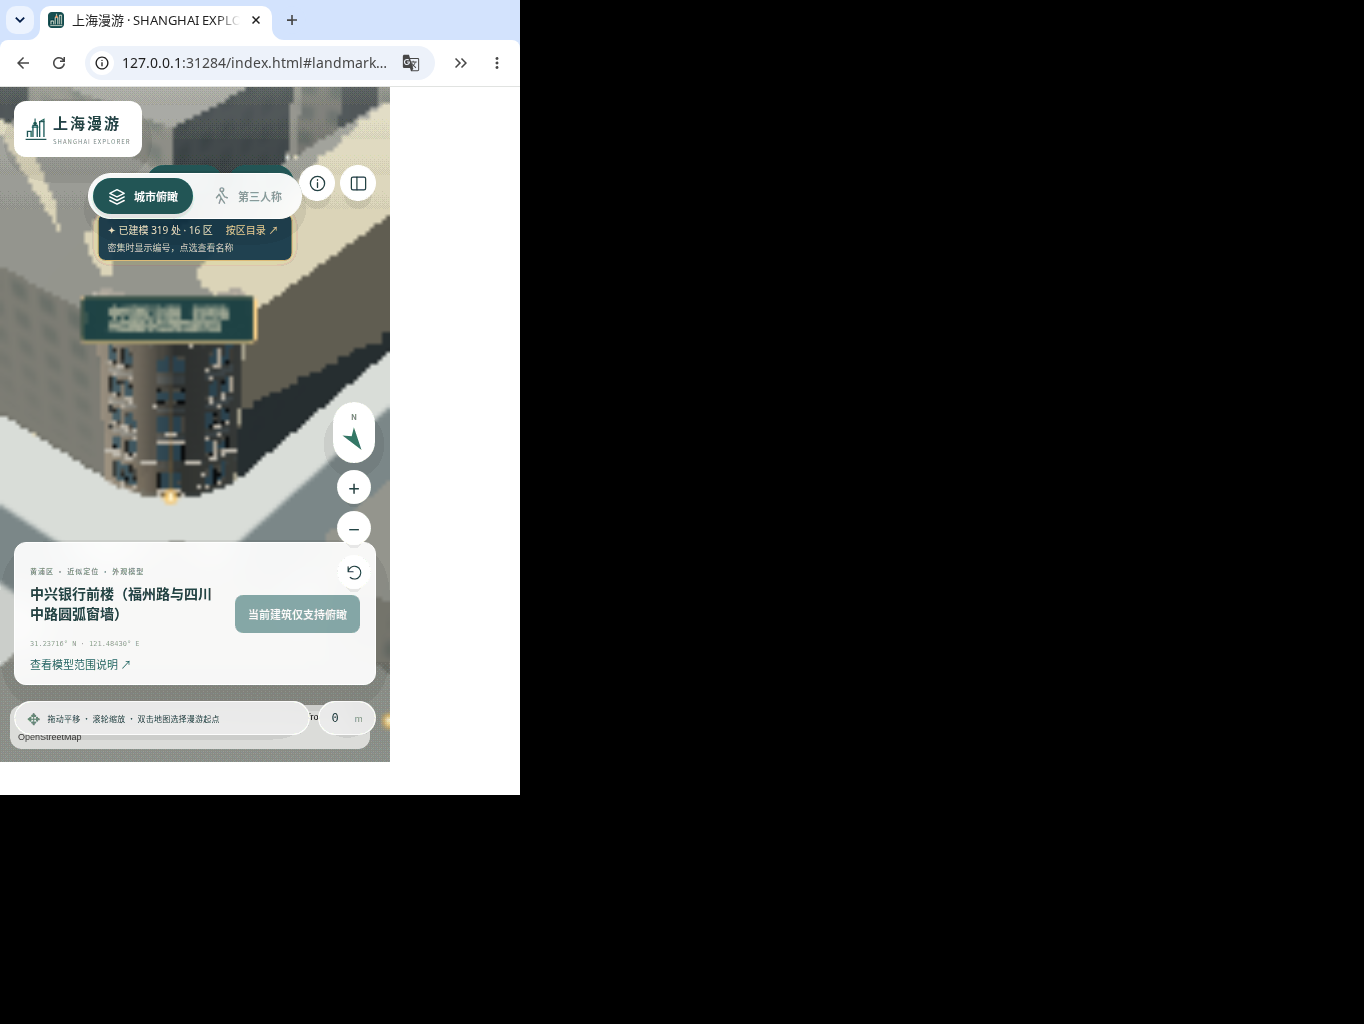 上海漫游 · SHANGHAI EXPLO
127.0.0.1:31284/index.html#landmark...
上海漫游
SHANGHAI EXPLORER
城市俯瞰
第三人称
✦ 已建模 319 处 · 16 区 按区目录 ↗
密集时显示编号，点选查看名称
N
+
−
黄浦区 · 近似定位 · 外观模型
中兴银行前楼（福州路与四川
中路圆弧窗墙）
当前建筑仅支持俯瞰
31.23716° N · 121.48430° E
查看模型范围说明 ↗
拖动平移 · 滚轮缩放 · 双击地图选择漫游起点
0 m
OpenStreetMap